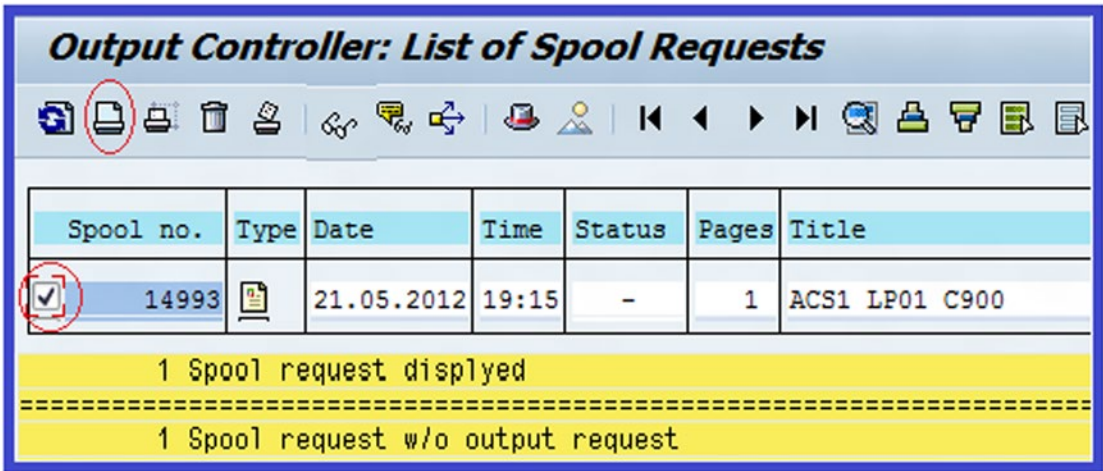 Output Controller: List of Spool Requests
Spool no. Type Date Time Status Pages Title
14993 21.05.2012 19:15 - 1 ACS1 LP01 C900
1 Spool request displyed
1 Spool request w/o output request